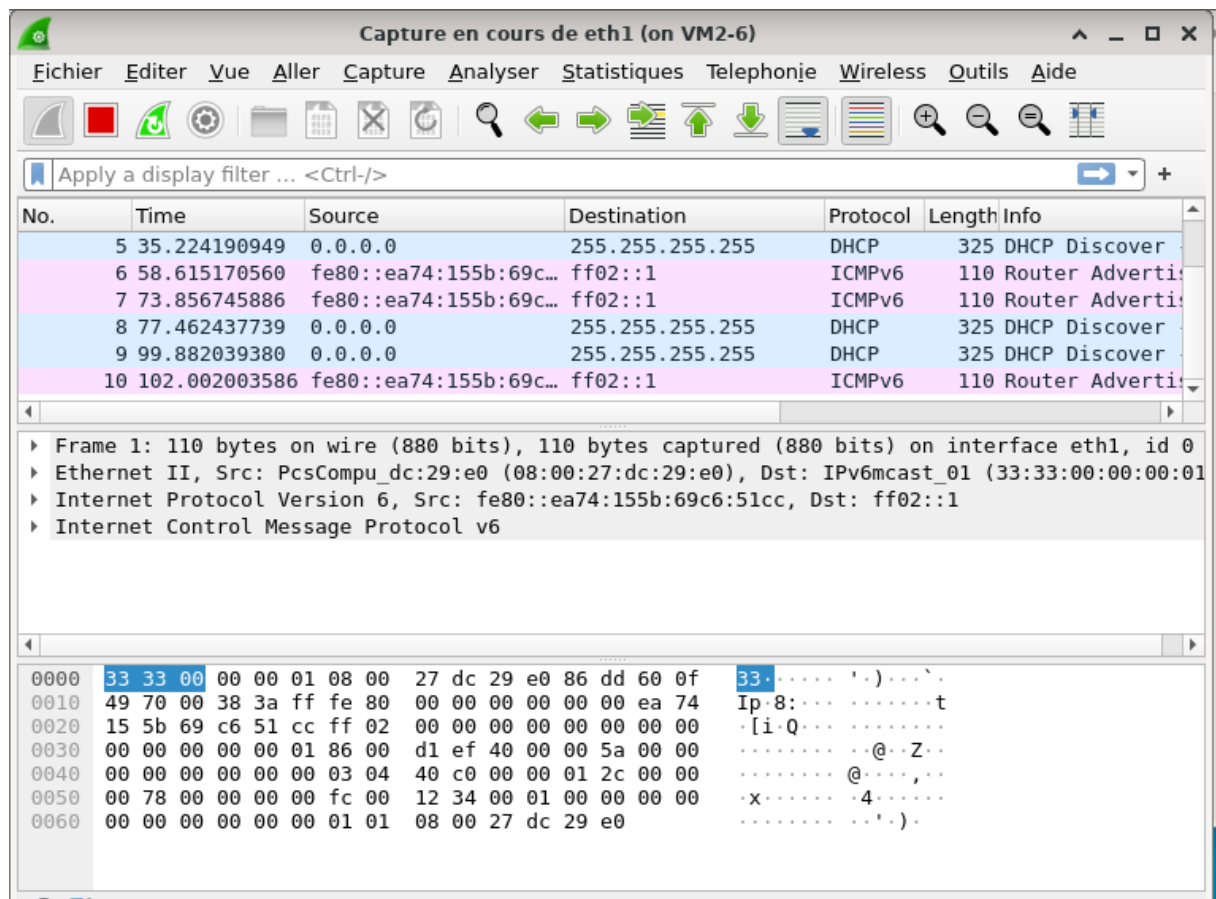 Capture en cours de eth1 (on VM2-6)
Fichier Editer Vue Aller Capture Analyser Statistiques Telephonie Wireless Outils Aide
Apply a display filter … <Ctrl-/>
No. Time Source Destination Protocol Length Info
5 35.224190949 0.0.0.0 255.255.255.255 DHCP 325 DHCP Discover
6 58.615170560 fe80::ea74:155b:69c… ff02::1 ICMPv6 110 Router Advertis
7 73.856745886 fe80::ea74:155b:69c… ff02::1 ICMPv6 110 Router Advertis
8 77.462437739 0.0.0.0 255.255.255.255 DHCP 325 DHCP Discover
9 99.882039380 0.0.0.0 255.255.255.255 DHCP 325 DHCP Discover
10 102.002003586 fe80::ea74:155b:69c… ff02::1 ICMPv6 110 Router Advertis
Frame 1: 110 bytes on wire (880 bits), 110 bytes captured (880 bits) on interface eth1, id 0
Ethernet II, Src: PcsCompu_dc:29:e0 (08:00:27:dc:29:e0), Dst: IPv6mcast_01 (33:33:00:00:00:01
Internet Protocol Version 6, Src: fe80::ea74:155b:69c6:51cc, Dst: ff02::1
Internet Control Message Protocol v6
0000 33 33 00 00 00 01 08 00 27 dc 29 e0 86 dd 60 0f 33······ '·)···`·
0010 49 70 00 38 3a ff fe 80 00 00 00 00 00 00 ea 74 Ip·8:··· ·······t
0020 15 5b 69 c6 51 cc ff 02 00 00 00 00 00 00 00 00 ·[i·Q··· ········
0030 00 00 00 00 00 01 86 00 d1 ef 40 00 00 5a 00 00 ········ ··@··Z··
0040 00 00 00 00 00 00 03 04 40 c0 00 00 01 2c 00 00 ········ @····,··
0050 00 78 00 00 00 00 fc 00 12 34 00 01 00 00 00 00 ·x······ ·4······
0060 00 00 00 00 00 00 01 01 08 00 27 dc 29 e0 ········ ··'·)·